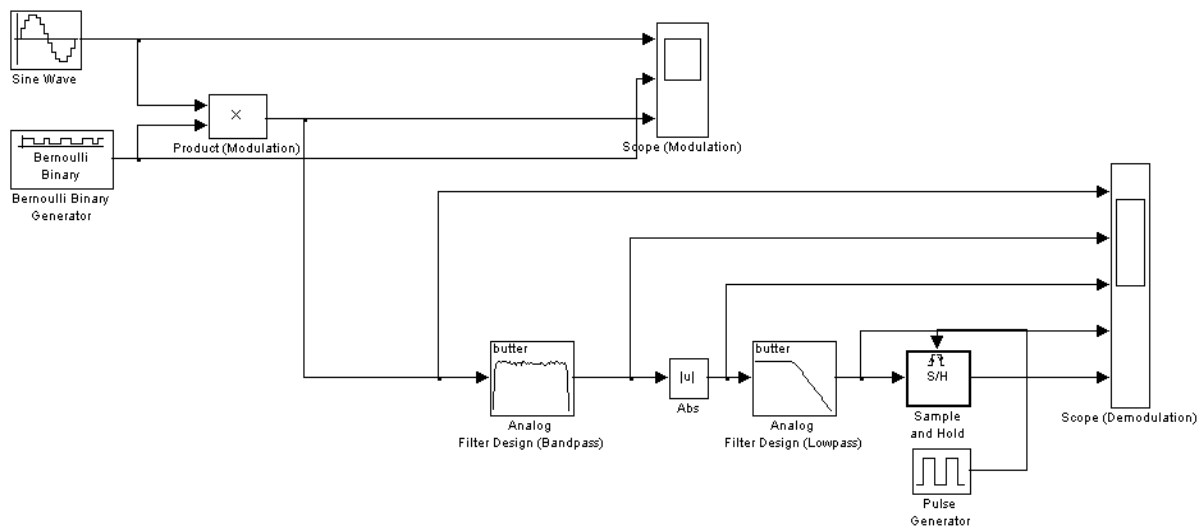 Sine Wave
×
Product (Modulation)
Scope (Modulation)
Bernoulli
Binary
Bernoulli Binary
Generator
butter
Analog
Filter Design (Bandpass)
|u|
Abs
butter
Analog
Filter Design (Lowpass)
S/H
Sample
and Hold
Scope (Demodulation)
Pulse
Generator